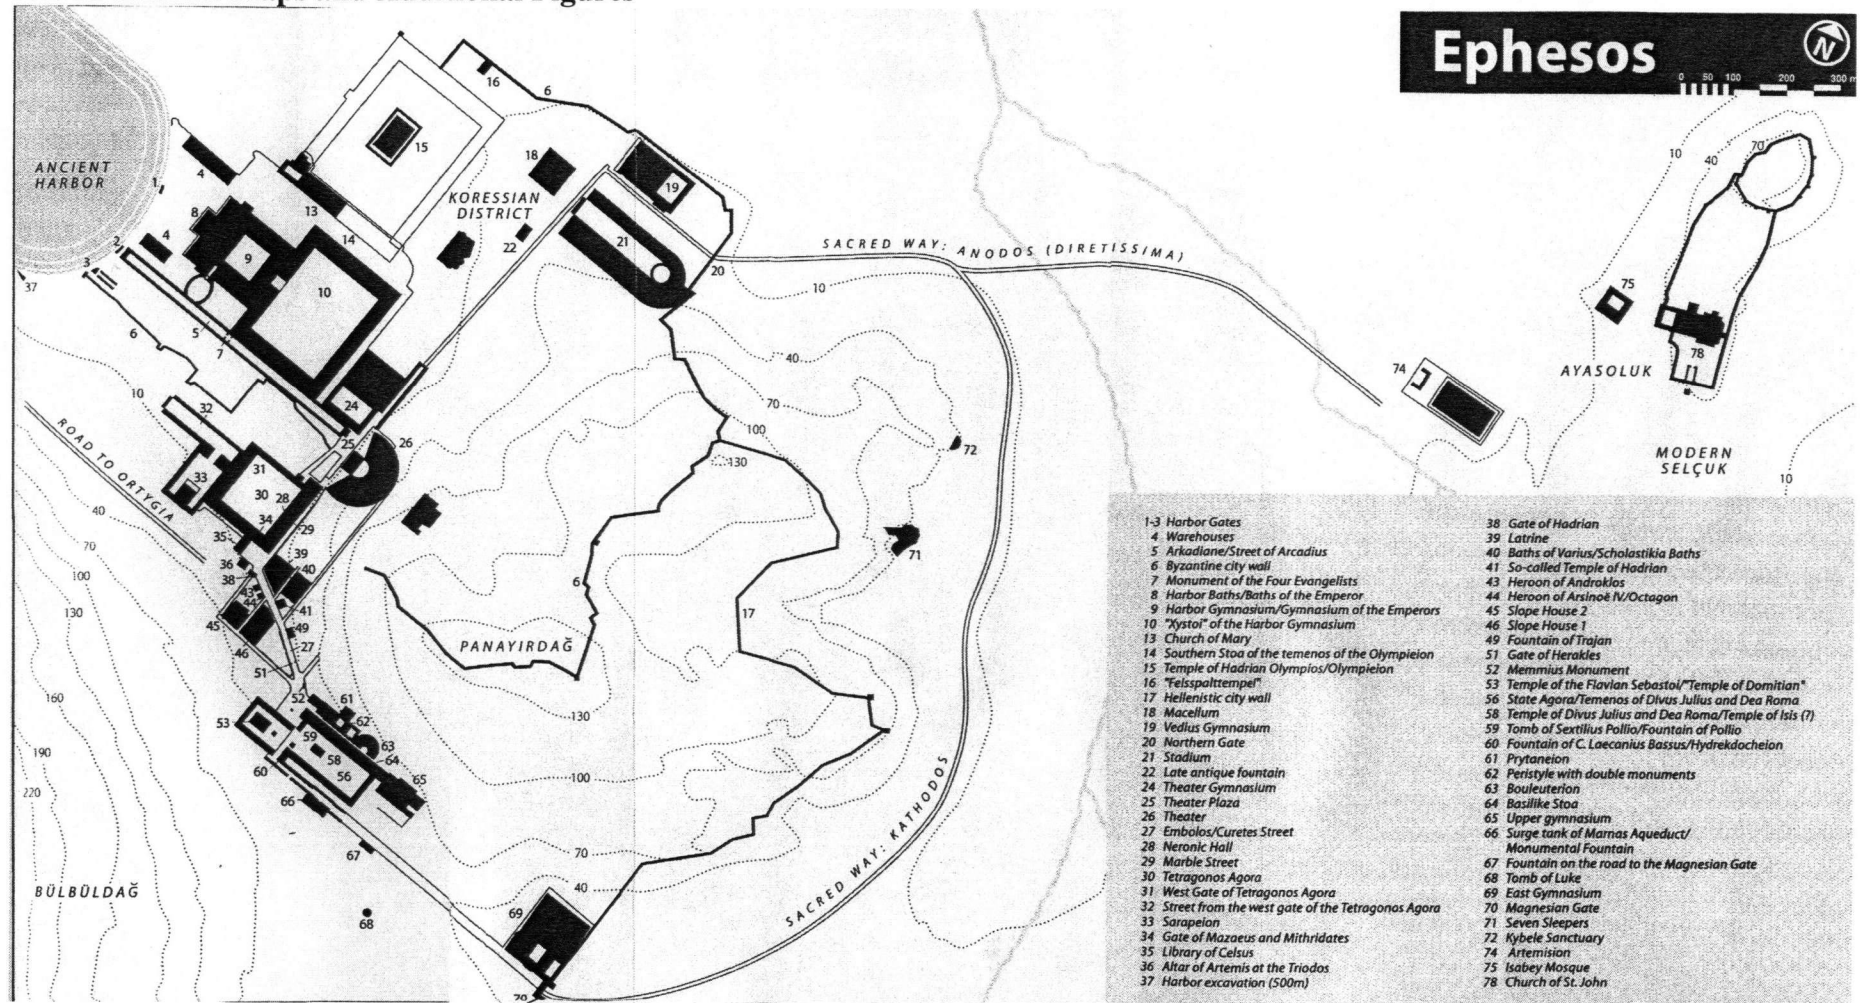 Ephesos
N
0 50 100 200 300 m
ANCIENT
HARBOR
KORESSIAN
DISTRICT
SACRED WAY: ANODOS (DIRETISSIMA)
ROAD TO ORTYGIA
PANAYIRDAĞ
BÜLBÜLDAĞ
SACRED WAY: KATHODOS
AYASOLUK
MODERN
SELÇUK
1-3 Harbor Gates
4 Warehouses
5 Arkadiane/Street of Arcadius
6 Byzantine city wall
7 Monument of the Four Evangelists
8 Harbor Baths/Baths of the Emperor
9 Harbor Gymnasium/Gymnasium of the Emperors
10 "Xystoi" of the Harbor Gymnasium
13 Church of Mary
14 Southern Stoa of the temenos of the Olympieion
15 Temple of Hadrian Olympios/Olympieion
16 "Felsspalttempel"
17 Hellenistic city wall
18 Macellum
19 Vedius Gymnasium
20 Northern Gate
21 Stadium
22 Late antique fountain
24 Theater Gymnasium
25 Theater Plaza
26 Theater
27 Embolos/Curetes Street
28 Neronic Hall
29 Marble Street
30 Tetragonos Agora
31 West Gate of Tetragonos Agora
32 Street from the west gate of the Tetragonos Agora
33 Sarapeion
34 Gate of Mazaeus and Mithridates
35 Library of Celsus
36 Altar of Artemis at the Triodos
37 Harbor excavation (500m)
38 Gate of Hadrian
39 Latrine
40 Baths of Varius/Scholastikia Baths
41 So-called Temple of Hadrian
43 Heroon of Androklos
44 Heroon of Arsinoë IV/Octagon
45 Slope House 2
46 Slope House 1
49 Fountain of Trajan
51 Gate of Herakles
52 Memmius Monument
53 Temple of the Flavian Sebastoi/"Temple of Domitian"
56 State Agora/Temenos of Divus Julius and Dea Roma
58 Temple of Divus Julius and Dea Roma/Temple of Isis (?)
59 Tomb of Sextilius Pollio/Fountain of Pollio
60 Fountain of C. Laecanius Bassus/Hydrekdocheion
61 Prytaneion
62 Peristyle with double monuments
63 Bouleuterion
64 Basilike Stoa
65 Upper gymnasium
66 Surge tank of Marnas Aqueduct/
Monumental Fountain
67 Fountain on the road to the Magnesian Gate
68 Tomb of Luke
69 East Gymnasium
70 Magnesian Gate
71 Seven Sleepers
72 Kybele Sanctuary
74 Artemision
75 Isabey Mosque
78 Church of St. John